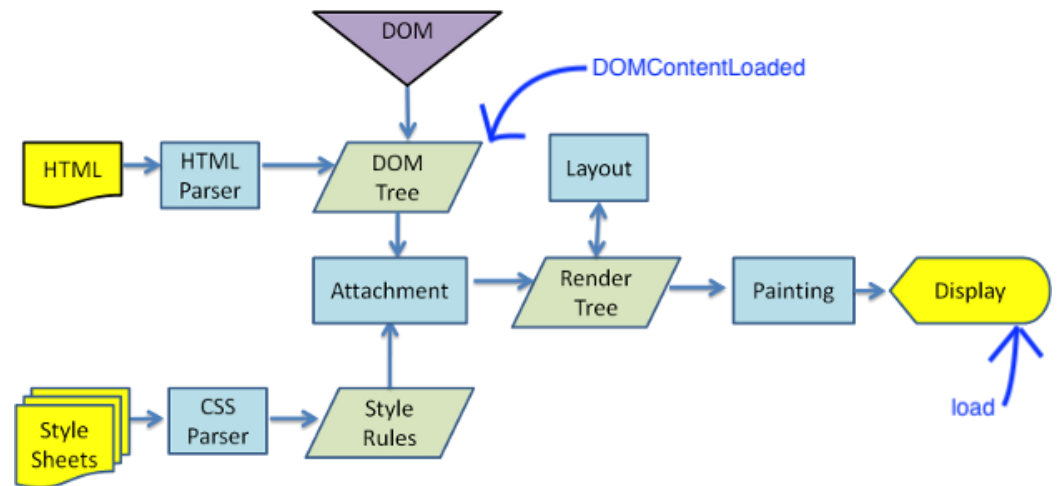 DOM
DOMContentLoaded
HTML
HTML
Parser
DOM
Tree
Layout
Attachment
Render
Tree
Painting
Display
Style
Sheets
CSS
Parser
Style
Rules
load